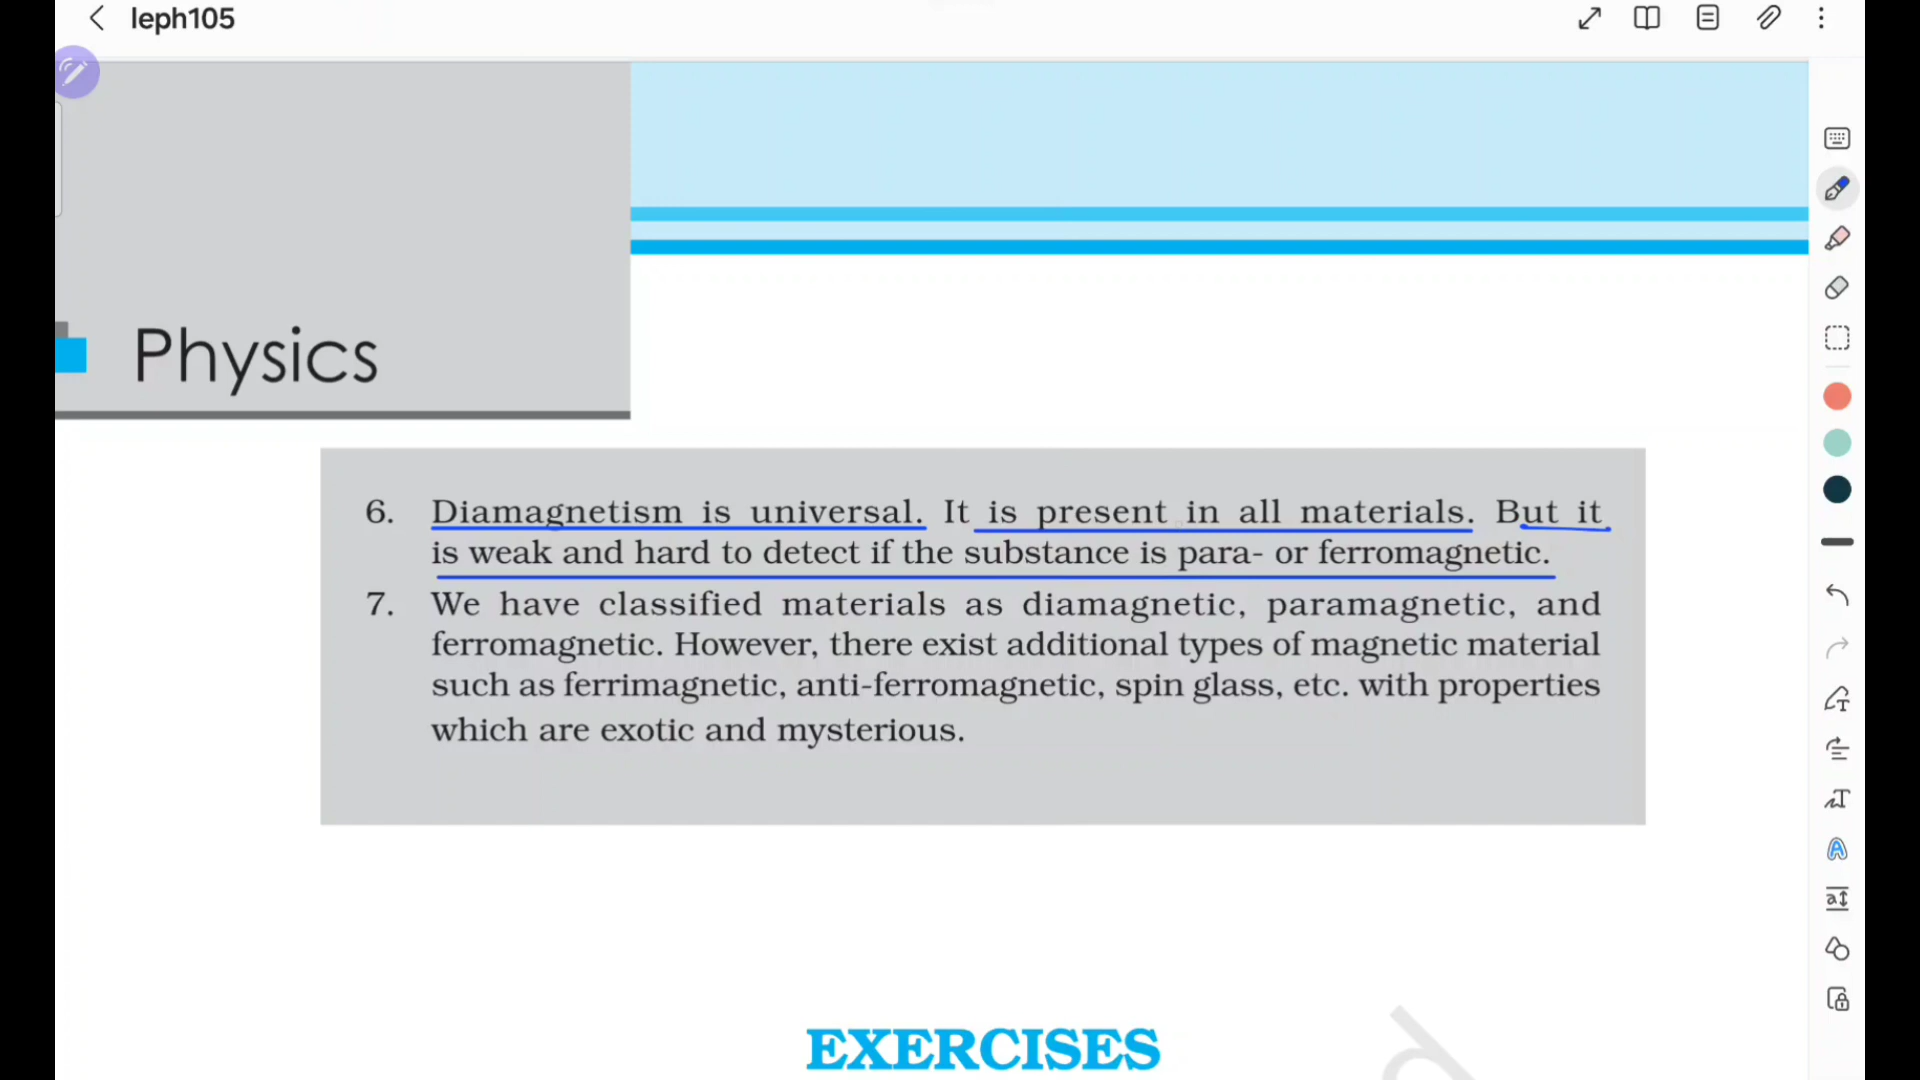 leph105
Physics
6. Diamagnetism is universal. It is present in all materials. But it
is weak and hard to detect if the substance is para- or ferromagnetic.
7. We have classified materials as diamagnetic, paramagnetic, and
ferromagnetic. However, there exist additional types of magnetic material
such as ferrimagnetic, anti-ferromagnetic, spin glass, etc. with properties
which are exotic and mysterious.
EXERCISES
d